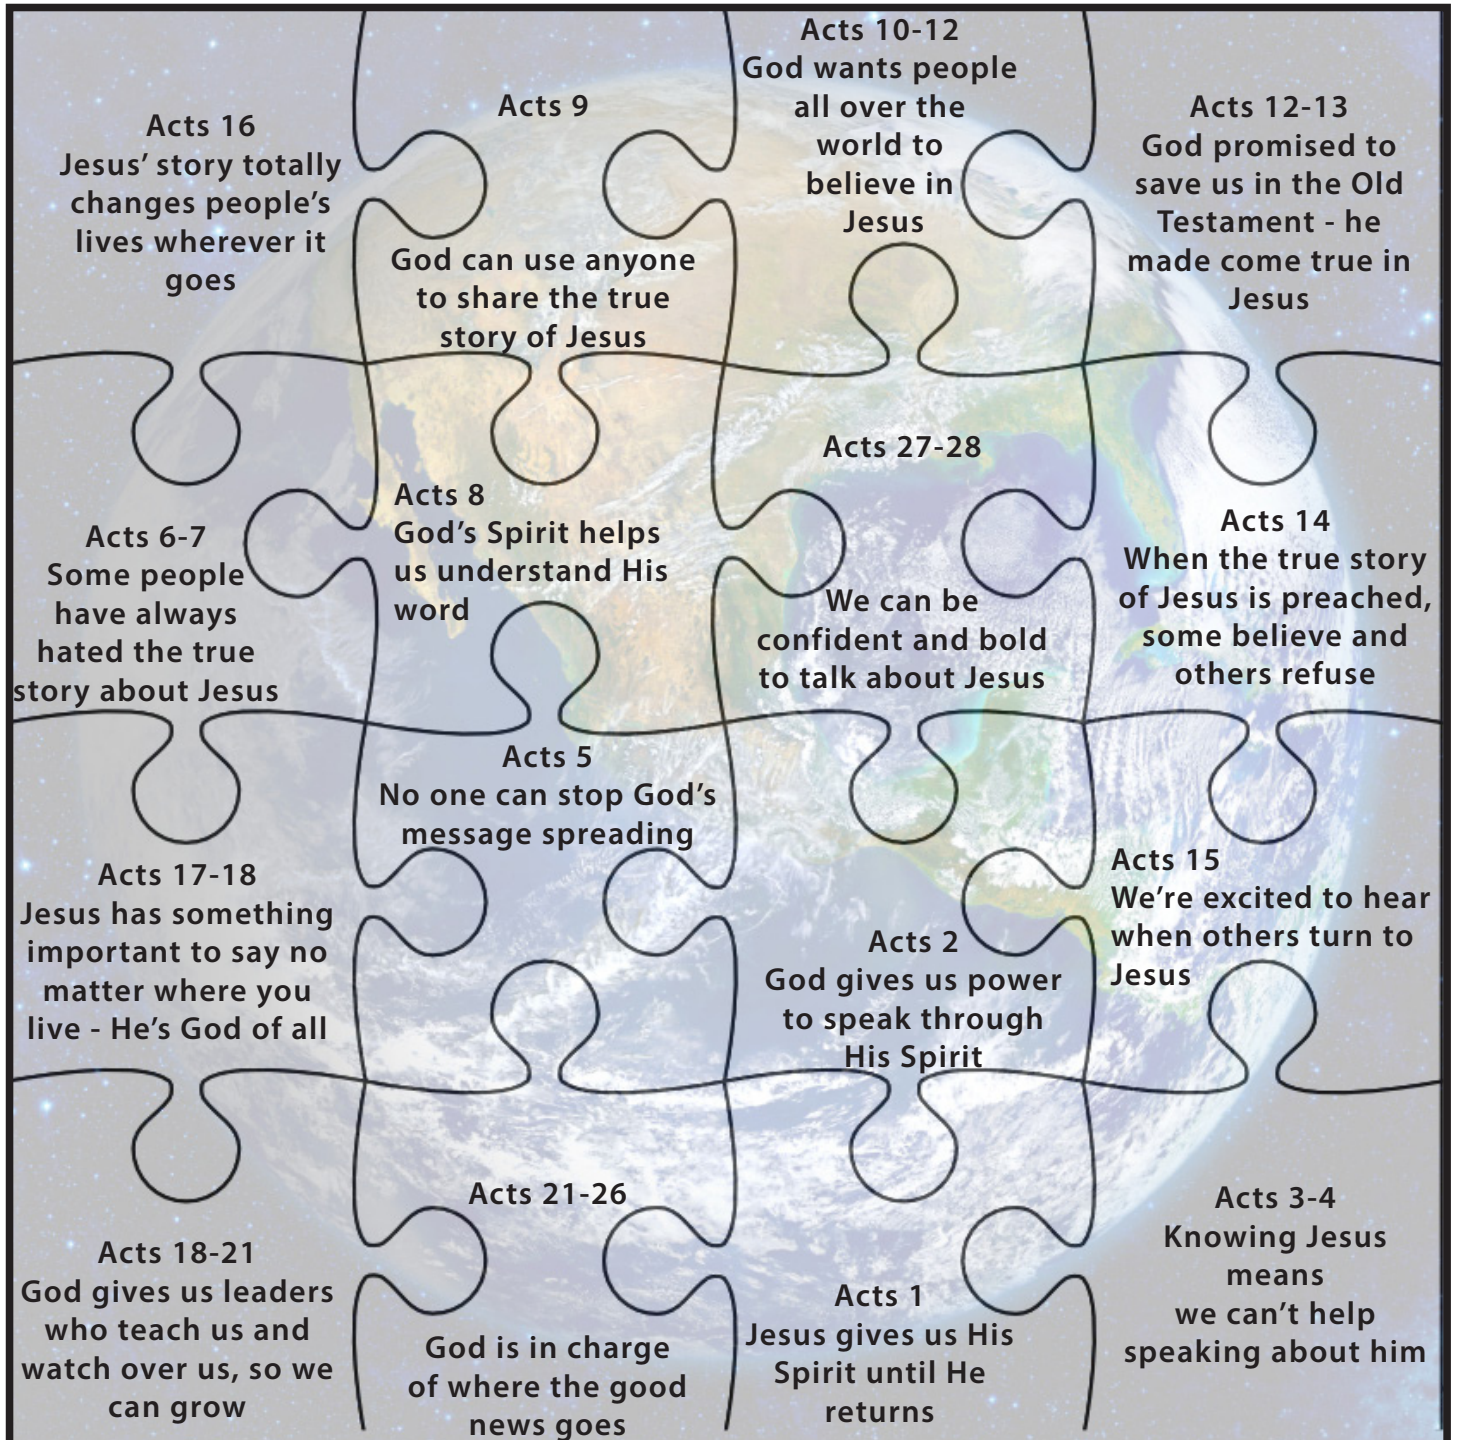 Acts 16
Jesus’ story totally
changes people’s
lives wherever it
goes
Acts 9
God can use anyone
to share the true
story of Jesus
Acts 10-12
God wants people
all over the
world to
believe in
Jesus
Acts 12-13
God promised to
save us in the Old
Testament - he
made come true in
Jesus
Acts 6-7
Some people
have always
hated the true
story about Jesus
Acts 8
God’s Spirit helps
us understand His
word
Acts 27-28
We can be
confident and bold
to talk about Jesus
Acts 14
When the true story
of Jesus is preached,
some believe and
others refuse
Acts 17-18
Jesus has something
important to say no
matter where you
live - He’s God of all
Acts 5
No one can stop God’s
message spreading
Acts 2
God gives us power
to speak through
His Spirit
Acts 15
We’re excited to hear
when others turn to
Jesus
Acts 18-21
God gives us leaders
who teach us and
watch over us, so we
can grow
Acts 21-26
God is in charge
of where the good
news goes
Acts 1
Jesus gives us His
Spirit until He
returns
Acts 3-4
Knowing Jesus
means
we can’t help
speaking about him